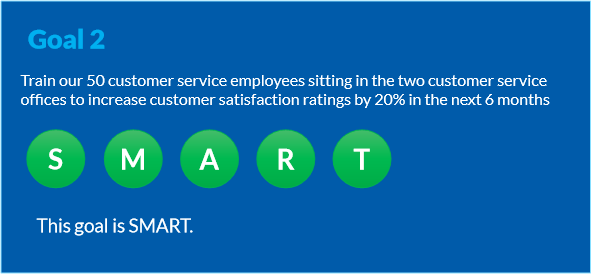 Goal 2
Train our 50 customer service employees sitting in the two customer service
offices to increase customer satisfaction ratings by 20% in the next 6 months
S M A R T
This goal is SMART.